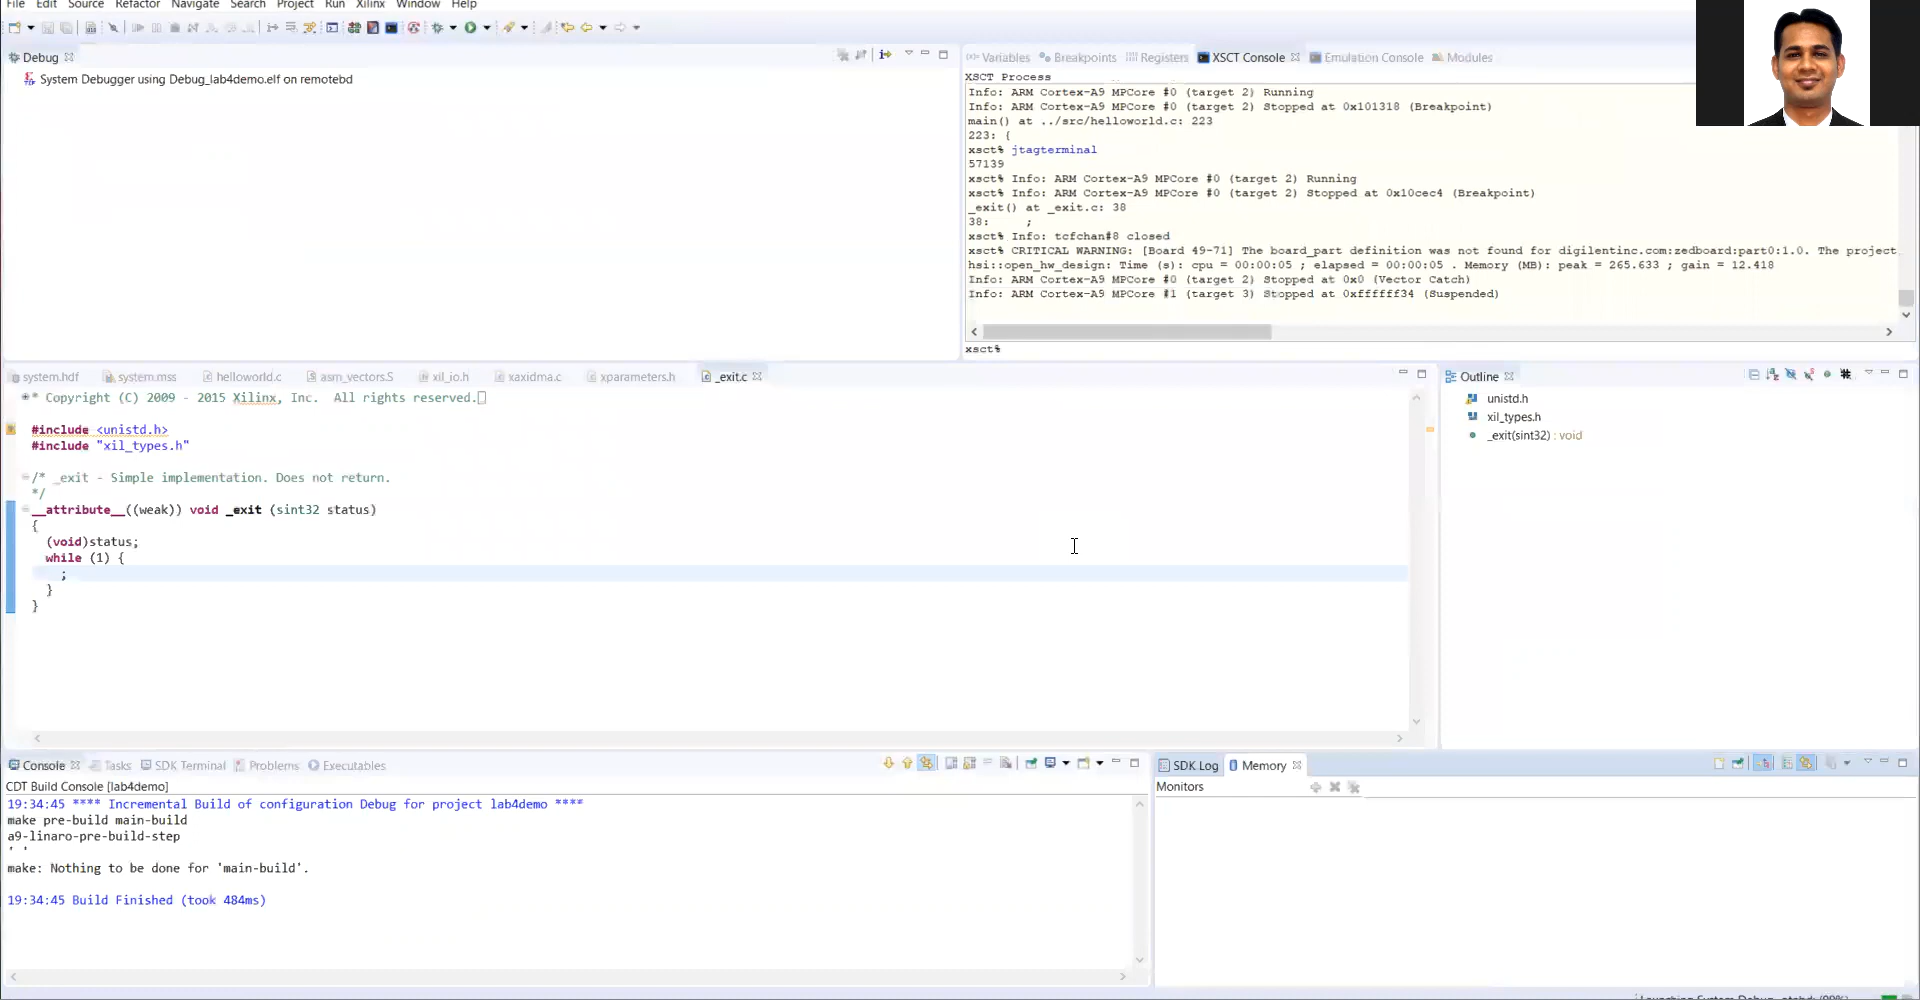 File Edit Source Refactor Navigate Search Project Run Xilinx Window Help
Debug
System Debugger using Debug_lab4demo.elf on remotebd
Variables Breakpoints Registers XSCT Console Emulation Console Modules
XSCT Process
Info: ARM Cortex-A9 MPCore #0 (target 2) Running
Info: ARM Cortex-A9 MPCore #0 (target 2) Stopped at 0x101318 (Breakpoint)
main() at ../src/helloworld.c: 223
223: {
xsct% jtagterminal
57139
xsct% Info: ARM Cortex-A9 MPCore #0 (target 2) Running
xsct% Info: ARM Cortex-A9 MPCore #0 (target 2) Stopped at 0x10cec4 (Breakpoint)
_exit() at _exit.c: 38
38: ;
xsct% Info: tcfchan#8 closed
xsct% CRITICAL WARNING: [Board 49-71] The board_part definition was not found for digilentinc.com:zedboard:part0:1.0. The project
hsi::open_hw_design: Time (s): cpu = 00:00:05 ; elapsed = 00:00:05 . Memory (MB): peak = 265.633 ; gain = 12.418
Info: ARM Cortex-A9 MPCore #0 (target 2) Stopped at 0x0 (Vector Catch)
Info: ARM Cortex-A9 MPCore #1 (target 3) Stopped at 0xffffff34 (Suspended)
xsct%
system.hdf system.mss helloworld.c asm_vectors.S xil_io.h xaxidma.c xparameters.h _exit.c
* Copyright (C) 2009 - 2015 Xilinx, Inc. All rights reserved.
#include <unistd.h>
#include "xil_types.h"
/* _exit - Simple implementation. Does not return.
*/
__attribute__((weak)) void _exit (sint32 status)
{
(void)status;
while (1) {
;
}
}
Outline
unistd.h
xil_types.h
_exit(sint32) : void
Console Tasks SDK Terminal Problems Executables
CDT Build Console [lab4demo]
19:34:45 **** Incremental Build of configuration Debug for project lab4demo ****
make pre-build main-build
a9-linaro-pre-build-step
' '
make: Nothing to be done for 'main-build'.
19:34:45 Build Finished (took 484ms)
SDK Log Memory
Monitors